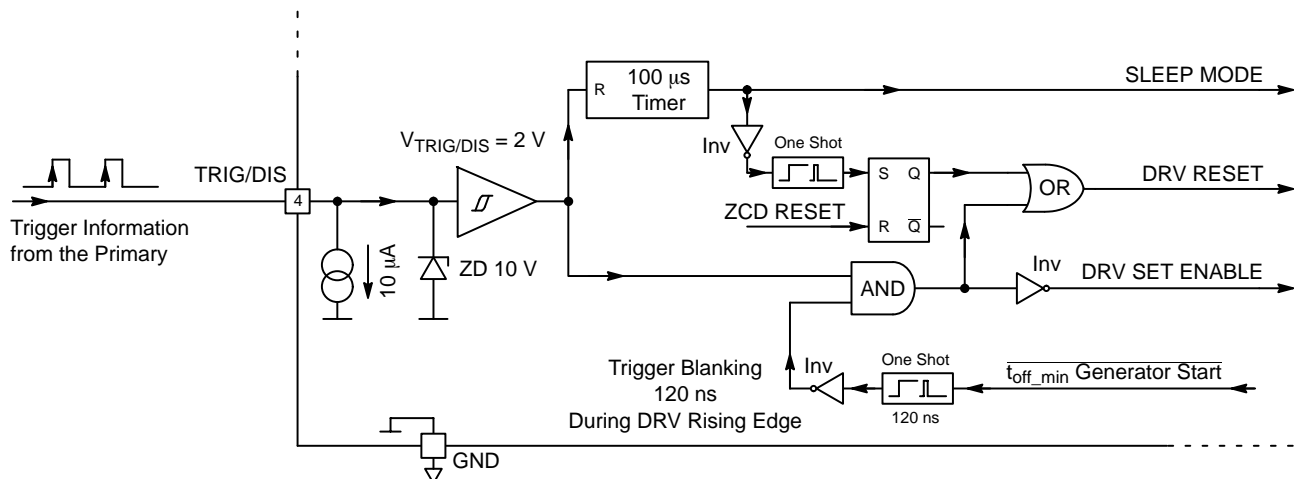 100 µs
Timer
R
SLEEP MODE
VTRIG/DIS = 2 V
Inv
One Shot
TRIG/DIS
4
S Q
R Q̅
OR
DRV RESET
ZCD RESET
Trigger Information
from the Primary
10 µA
ZD 10 V
AND
Inv
DRV SET ENABLE
Trigger Blanking
120 ns
During DRV Rising Edge
Inv
One Shot
120 ns
toff_min Generator Start
GND